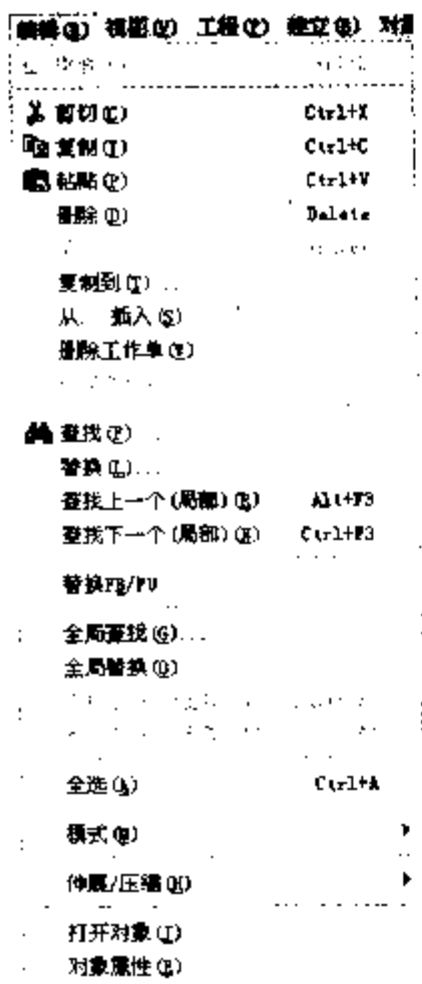 编辑(E) 视图(V) 工程(P) 建立(B)
剪切(C) Ctrl+X
复制(T) Ctrl+C
粘贴(P) Ctrl+V
删除(D) Delete
复制到(T)...
从 插入(S)
删除工作单(Y)
查找(F)
替换(L)...
查找上一个(局部)(R) Alt+F3
查找下一个(局部)(N) Ctrl+F3
替换FB/FU
全局查找(G)...
全局替换(O)
全选(A) Ctrl+A
模式(M)
伸展/压缩(H)
打开对象(I)
对象属性(E)